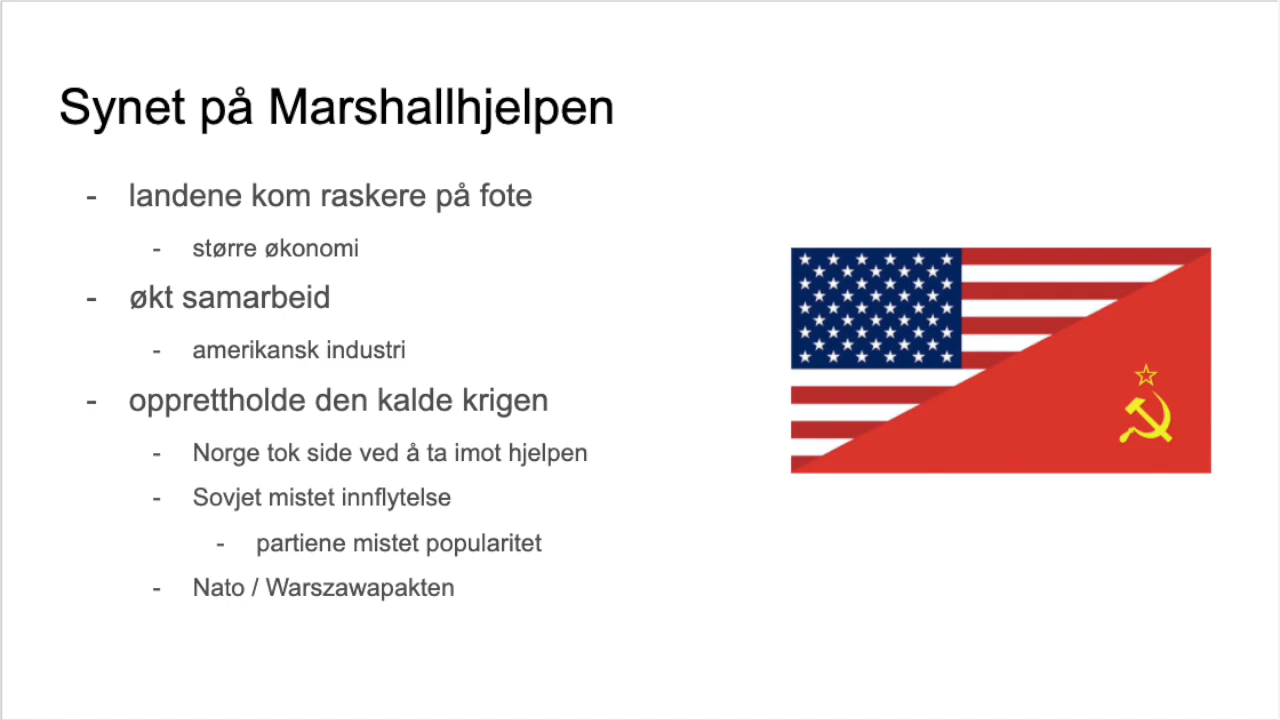 Synet på Marshallhjelpen
- landene kom raskere på fote
- større økonomi
- økt samarbeid
- amerikansk industri
- opprettholde den kalde krigen
- Norge tok side ved å ta imot hjelpen
- Sovjet mistet innflytelse
- partiene mistet popularitet
- Nato / Warszawapakten